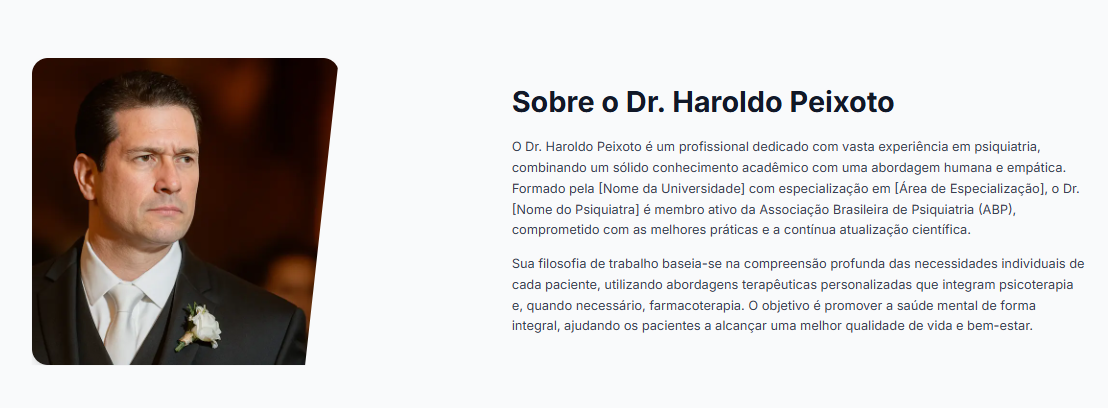 Sobre o Dr. Haroldo Peixoto
O Dr. Haroldo Peixoto é um profissional dedicado com vasta experiência em psiquiatria,
combinando um sólido conhecimento acadêmico com uma abordagem humana e empática.
Formado pela [Nome da Universidade] com especialização em [Área de Especialização], o Dr.
[Nome do Psiquiatra] é membro ativo da Associação Brasileira de Psiquiatria (ABP),
comprometido com as melhores práticas e a contínua atualização científica.
Sua filosofia de trabalho baseia-se na compreensão profunda das necessidades individuais de
cada paciente, utilizando abordagens terapêuticas personalizadas que integram psicoterapia
e, quando necessário, farmacoterapia. O objetivo é promover a saúde mental de forma
integral, ajudando os pacientes a alcançar uma melhor qualidade de vida e bem-estar.